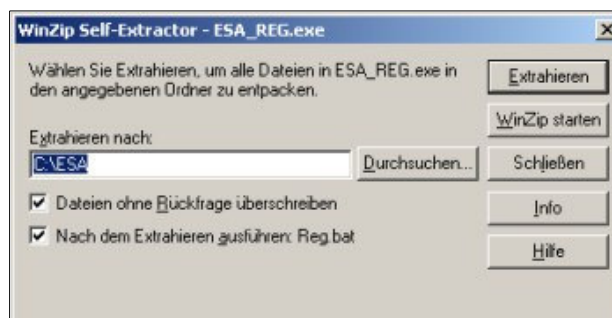 WinZip Self-Extractor - ESA_REG.exe
Wählen Sie Extrahieren, um alle Dateien in ESA_REG.exe in
den angegebenen Ordner zu entpacken.
Extrahieren nach:
C:\ESA
Durchsuchen...
Dateien ohne Rückfrage überschreiben
Nach dem Extrahieren ausführen: Reg.bat
Extrahieren
WinZip starten
Schließen
Info
Hilfe